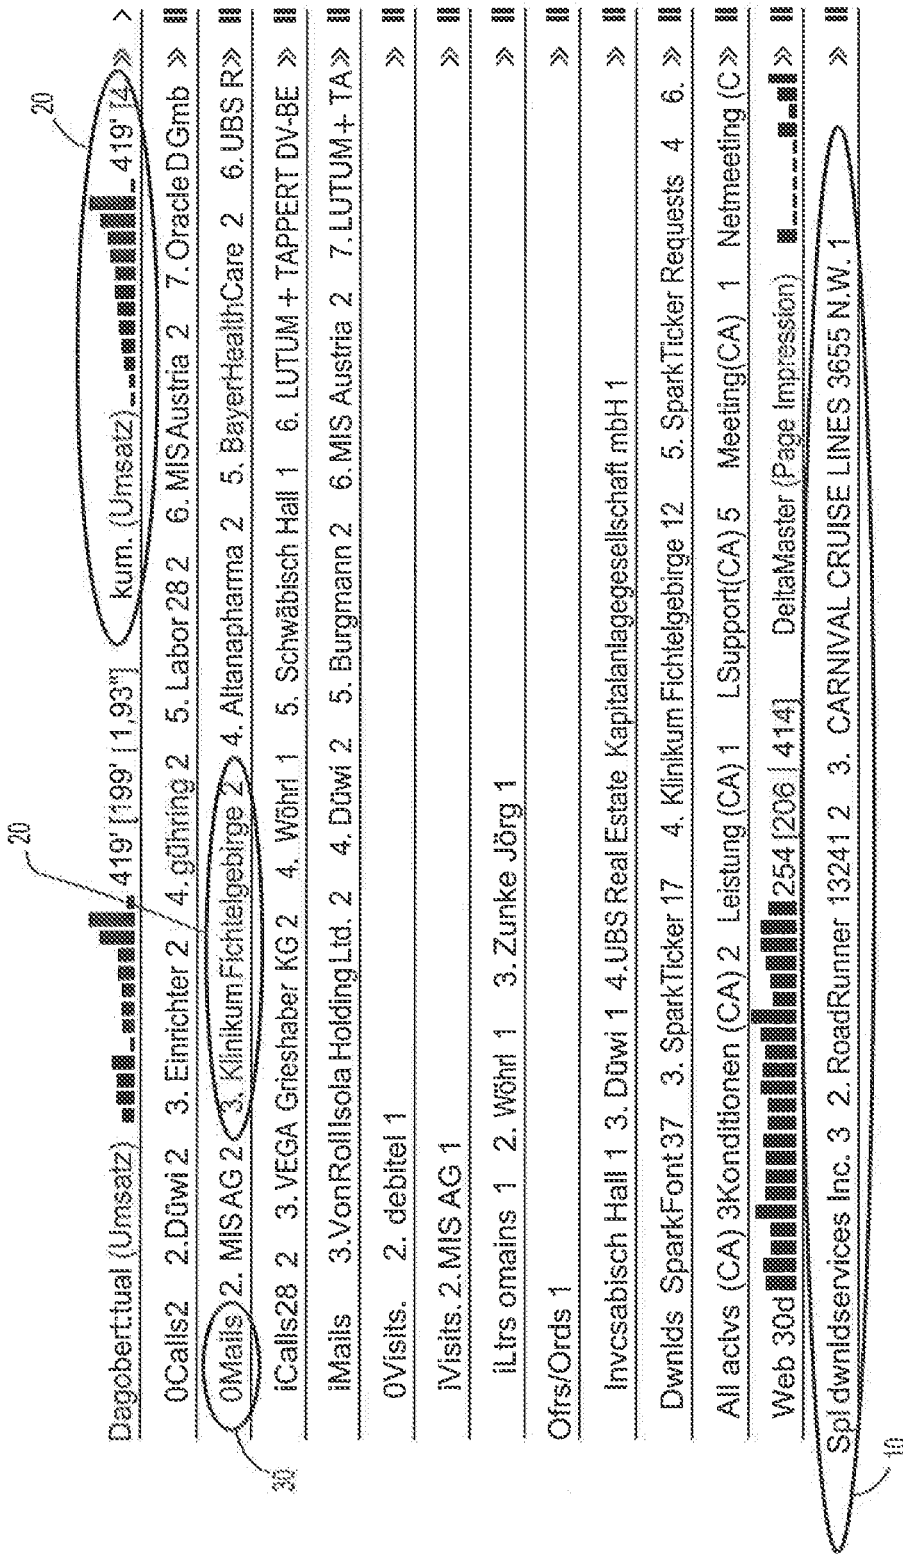 20
20
Dagobert:tual (Umsatz) 419' [199' | 1,93"] kum. (Umsatz) 419' [4 >>
0Calls2 2.Düwi 2 3. Einrichter 2 4. gühring 2 5. Labor 28 2 6. MISAustria 2 7. OracleDGmb >>
0Mails 2. MISAG 2 3. Klinikum Fichtelgebirge 2 4. Altanapharma 2 5. BayerHealthCare 2 6. UBS R>>
30
iCalls28 2 3. VEGA Grieshaber KG 2 4. Wöhrl 1 5. Schwäbisch Hall 1 6. LUTUM + TAPPERT DV-BE
iMails 3.VonRollIsola Holding Ltd. 2 4. Düwi 2 5. Burgmann 2 6. MIS Austria 2 7. LUTUM + TA>>
0Visits. 2. debitel 1 >>
iVisits. 2. MIS AG 1 >>
iLtrs omains 1 2. Wöhrl 1 3. Zunke Jörg 1 >>
Ofrs/Ords 1 >>
Invcsabisch Hall 1 3. Düwi 1 4.UBS Real Estate Kapitalanlagegesellschaft mbH 1 >>
Dwnlds SparkFont37 3. SparkTicker 17 4. Klinikum Fichtelgebirge 12 5. SparkTicker Requests 4 6. >>
All actvs (CA) 3Konditionen (CA) 2 Leistung (CA) 1 LSupport(CA) 5 Meeting(CA) 1 Netmeeting (C >>
Web 30d 254 [206 | 414] DeltaMaster (Page Impression) >>
Spl dwnldservices Inc. 3 2. RoadRunner 13241 2 3. CARNIVAL CRUISE LINES 3655 N.W. 1 >>
10